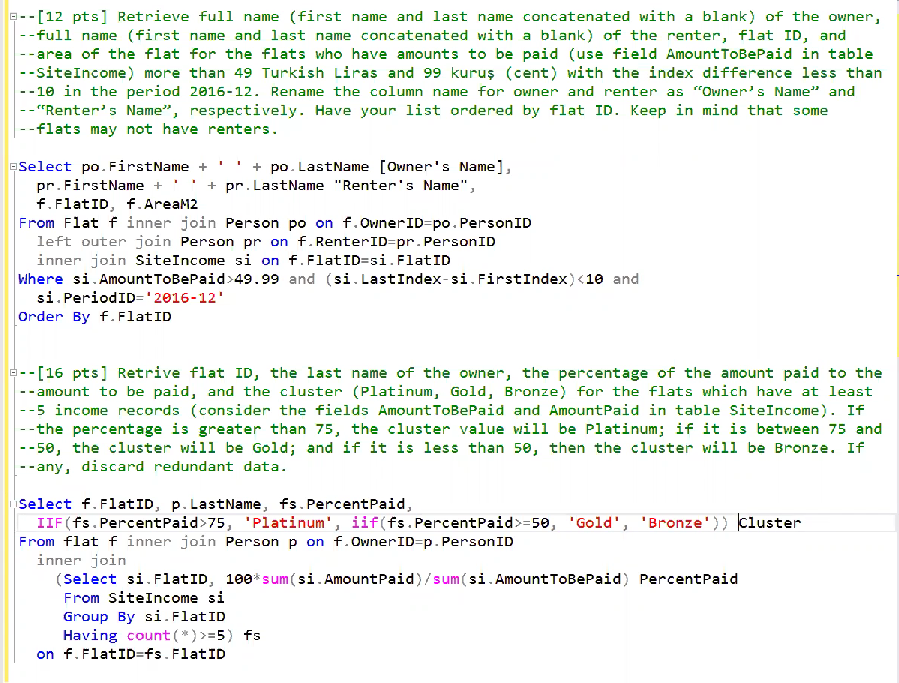 --[12 pts] Retrieve full name (first name and last name concatenated with a blank) of the owner,
--full name (first name and last name concatenated with a blank) of the renter, flat ID, and
--area of the flat for the flats who have amounts to be paid (use field AmountToBePaid in table
--SiteIncome) more than 49 Turkish Liras and 99 kuruş (cent) with the index difference less than
--10 in the period 2016-12. Rename the column name for owner and renter as “Owner’s Name” and
--“Renter’s Name”, respectively. Have your list ordered by flat ID. Keep in mind that some
--flats may not have renters.
Select po.FirstName + ' ' + po.LastName [Owner's Name],
pr.FirstName + ' ' + pr.LastName "Renter's Name",
f.FlatID, f.AreaM2
From Flat f inner join Person po on f.OwnerID=po.PersonID
left outer join Person pr on f.RenterID=pr.PersonID
inner join SiteIncome si on f.FlatID=si.FlatID
Where si.AmountToBePaid>49.99 and (si.LastIndex-si.FirstIndex)<10 and
si.PeriodID='2016-12'
Order By f.FlatID
--[16 pts] Retrive flat ID, the last name of the owner, the percentage of the amount paid to the
--amount to be paid, and the cluster (Platinum, Gold, Bronze) for the flats which have at least
--5 income records (consider the fields AmountToBePaid and AmountPaid in table SiteIncome). If
--the percentage is greater than 75, the cluster value will be Platinum; if it is between 75 and
--50, the cluster will be Gold; and if it is less than 50, then the cluster will be Bronze. If
--any, discard redundant data.
Select f.FlatID, p.LastName, fs.PercentPaid,
IIF(fs.PercentPaid>75, 'Platinum', iif(fs.PercentPaid>=50, 'Gold', 'Bronze')) Cluster
From flat f inner join Person p on f.OwnerID=p.PersonID
inner join
(Select si.FlatID, 100*sum(si.AmountPaid)/sum(si.AmountToBePaid) PercentPaid
From SiteIncome si
Group By si.FlatID
Having count(*)>=5) fs
on f.FlatID=fs.FlatID